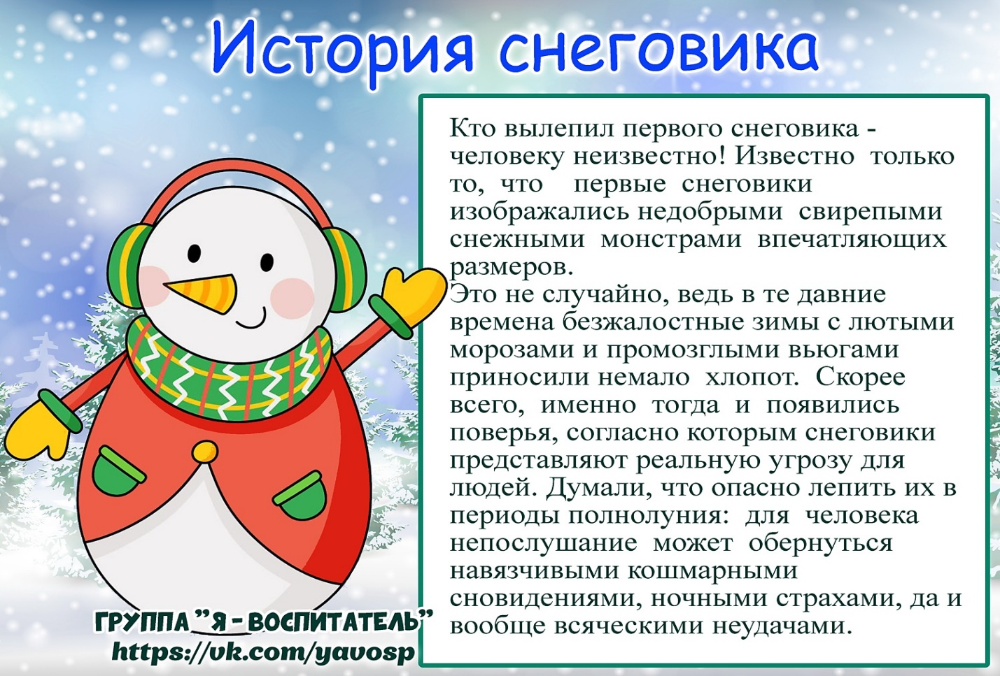 История снеговика
Кто вылепил первого снеговика -
человеку неизвестно! Известно только
то, что первые снеговики
изображались недобрыми свирепыми
снежными монстрами впечатляющих
размеров.
Это не случайно, ведь в те давние
времена безжалостные зимы с лютыми
морозами и промозглыми вьюгами
приносили немало хлопот. Скорее
всего, именно тогда и появились
поверья, согласно которым снеговики
представляют реальную угрозу для
людей. Думали, что опасно лепить их в
периоды полнолуния: для человека
непослушание может обернуться
навязчивыми кошмарными
сновидениями, ночными страхами, да и
вообще всяческими неудачами.
ГРУППА "Я - ВОСПИТАТЕЛЬ"
https://vk.com/yavosp